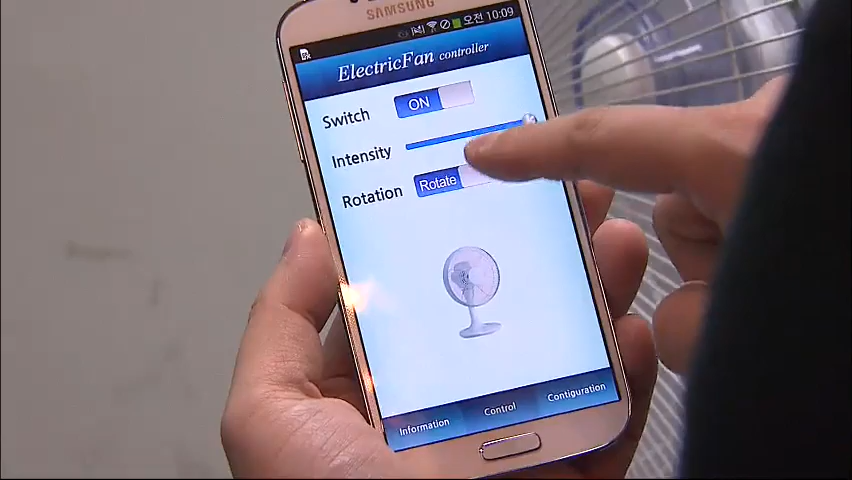 SAMSUNG
오전 10:09
ElectricFan controller
Switch ON
Intensity
Rotation Rotate
Information Control Configuration